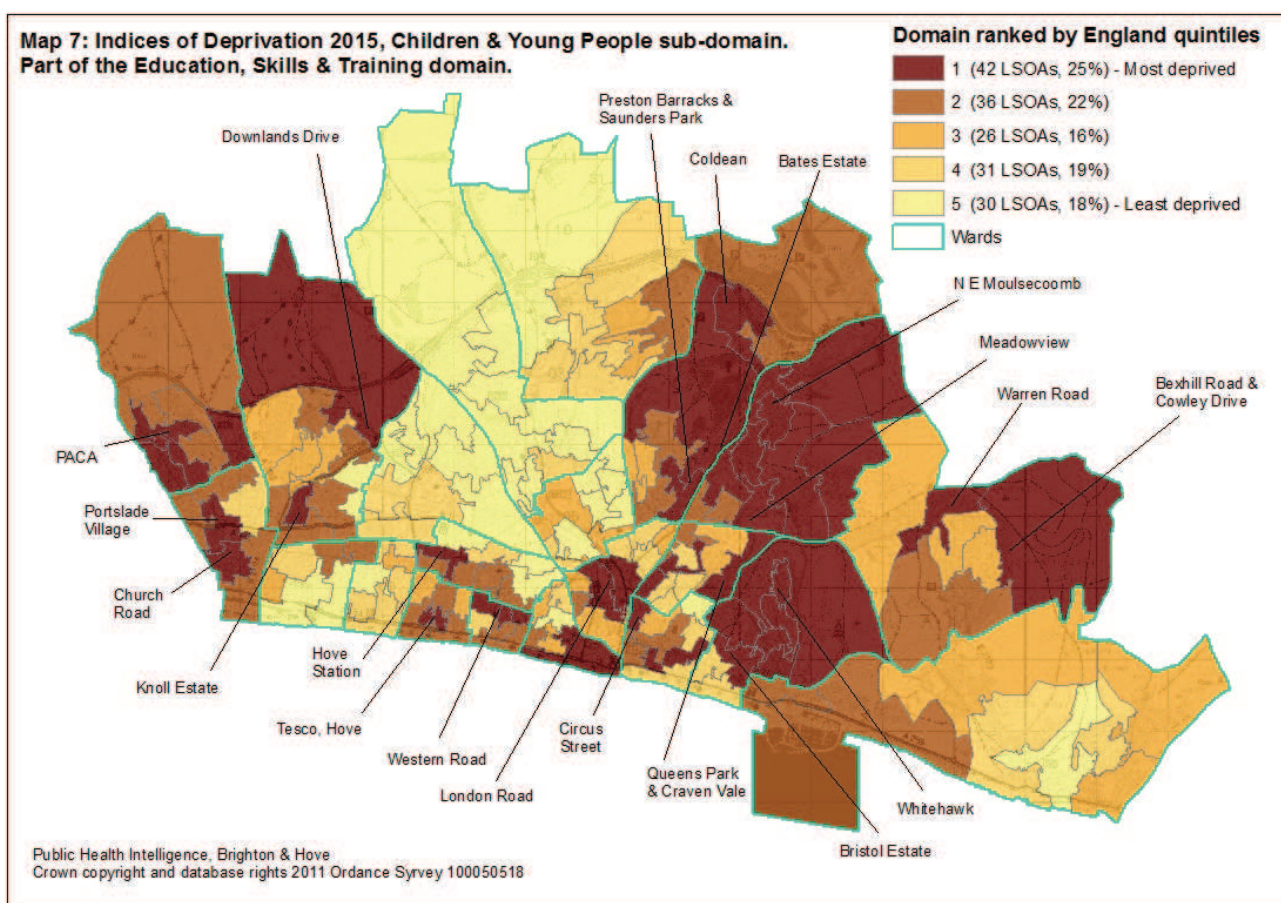 Map 7: Indices of Deprivation 2015, Children & Young People sub-domain.
Part of the Education, Skills & Training domain.
Domain ranked by England quintiles
1 (42 LSOAs, 25%) - Most deprived
2 (36 LSOAs, 22%)
3 (26 LSOAs, 16%)
4 (31 LSOAs, 19%)
5 (30 LSOAs, 18%) - Least deprived
Wards
Preston Barracks &
Saunders Park
Downlands Drive
Coldean
Bates Estate
N E Moulsecoomb
Meadowview
Warren Road
Bexhill Road &
Cowley Drive
PACA
Portslade
Village
Church
Road
Knoll Estate
Hove
Station
Tesco, Hove
Western Road
London Road
Circus
Street
Queens Park
& Craven Vale
Whitehawk
Bristol Estate
Public Health Intelligence, Brighton & Hove
Crown copyright and database rights 2011 Ordance Syrvey 100050518